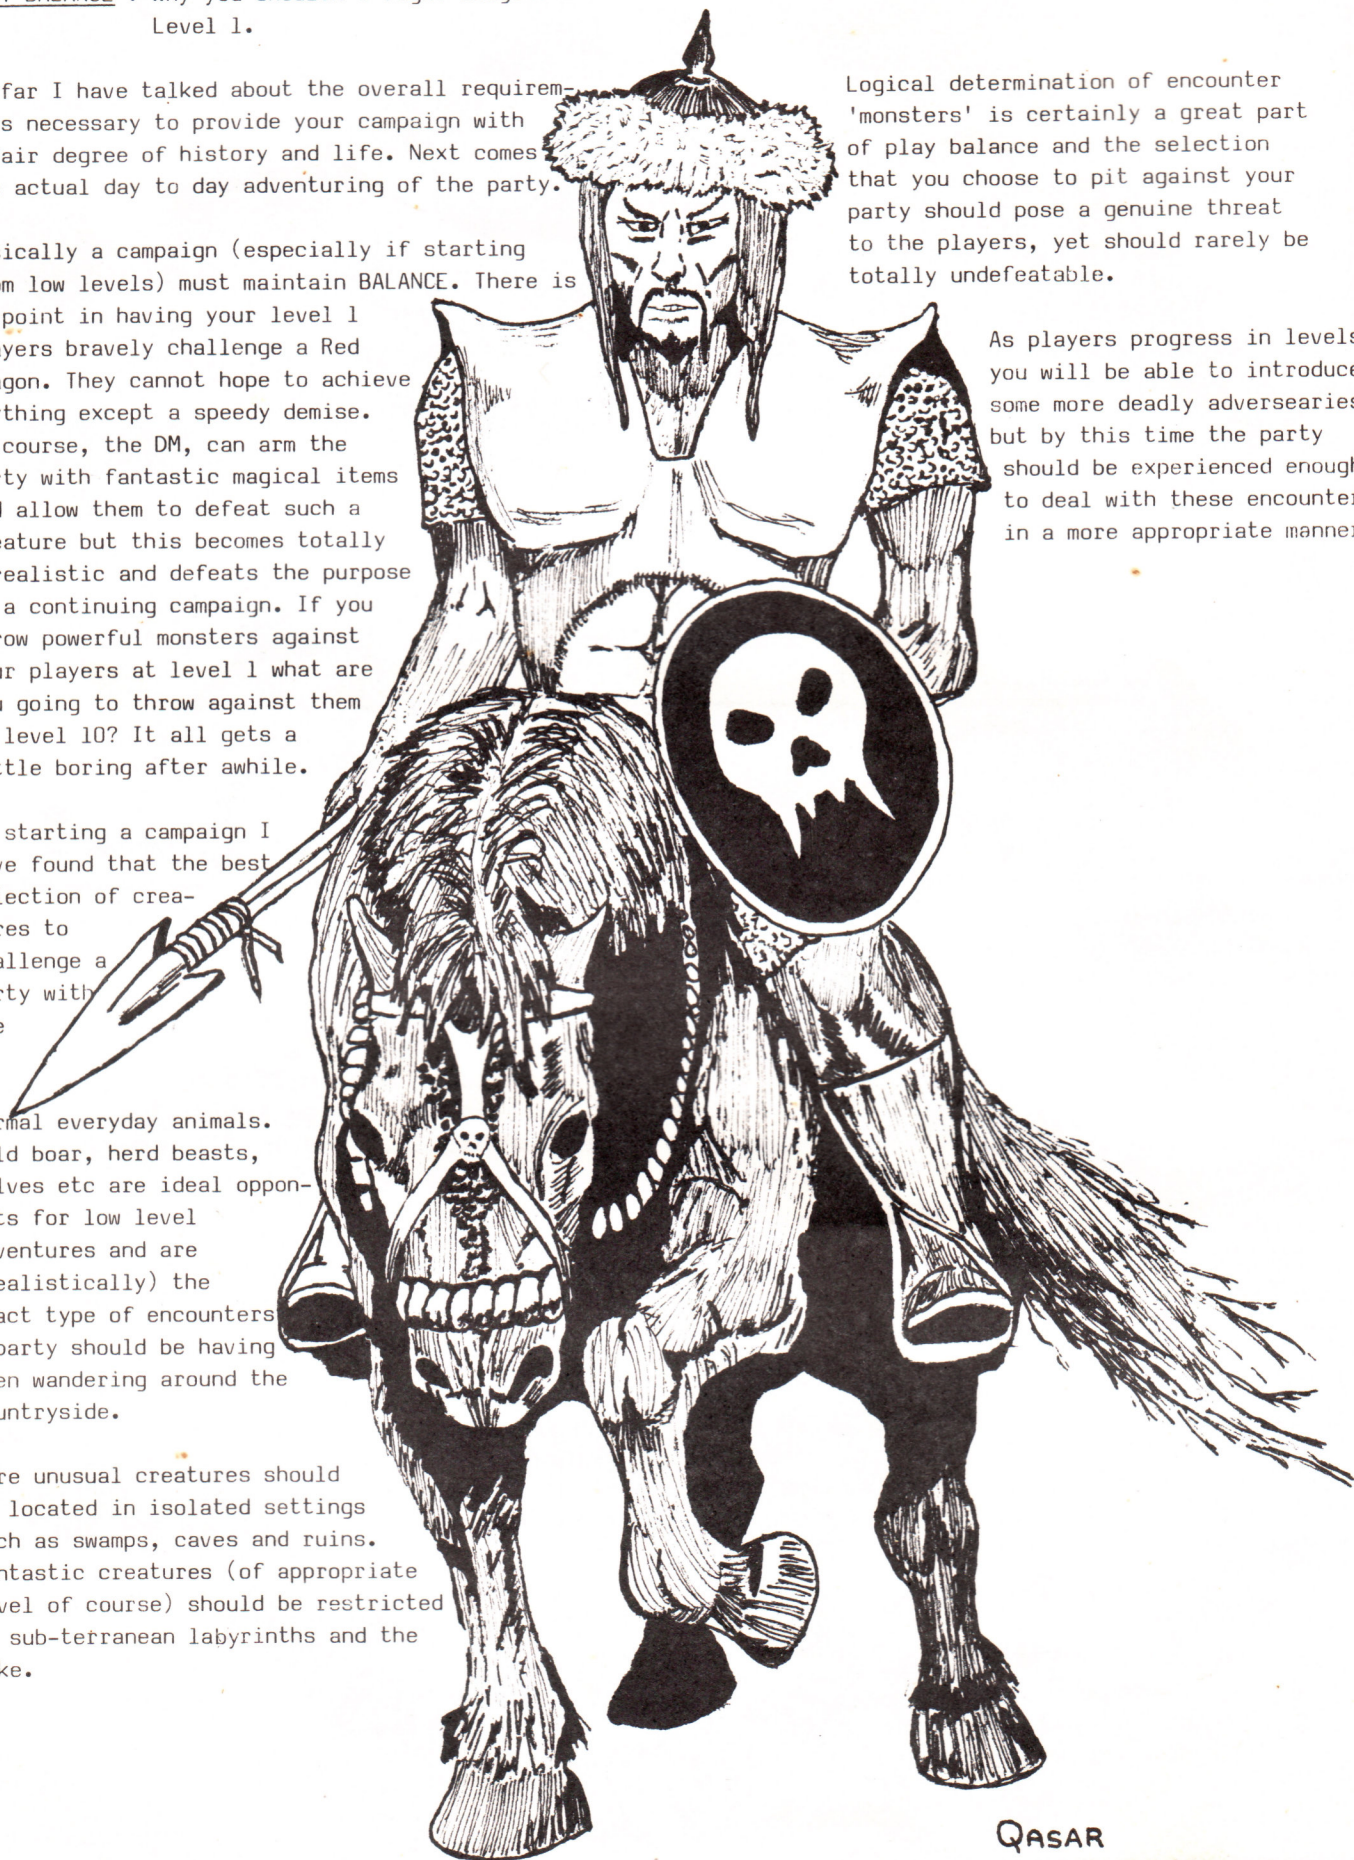 BALANCE : Why you
Level 1.
far I have talked about the overall requirem-
s necessary to provide your campaign with
air degree of history and life. Next comes
actual day to day adventuring of the party.
ically a campaign (especially if starting
m low levels) must maintain BALANCE. There is
point in having your level 1
yers bravely challenge a Red
gon. They cannot hope to achieve
thing except a speedy demise.
course, the DM, can arm the
ty with fantastic magical items
allow them to defeat such a
eature but this becomes totally
realistic and defeats the purpose
a continuing campaign. If you
row powerful monsters against
ur players at level 1 what are
u going to throw against them
level 10? It all gets a
ttle boring after awhile.
starting a campaign I
ve found that the best
lection of crea-
res to
allenge a
rty with
e
rmal everyday animals.
ld boar, herd beasts,
lves etc are ideal oppon-
ts for low level
ventures and are
ealistically) the
act type of encounters
party should be having
en wandering around the
untryside.
re unusual creatures should
located in isolated settings
ch as swamps, caves and ruins.
ntastic creatures (of appropriate
vel of course) should be restricted
sub-terranean labyrinths and the
ke.
Logical determination of encounter
'monsters' is certainly a great part
of play balance and the selection
that you choose to pit against your
party should pose a genuine threat
to the players, yet should rarely be
totally undefeatable.
As players progress in levels
you will be able to introduce
some more deadly adversearies
but by this time the party
should be experienced enough
to deal with these encounter
in a more appropriate manner
QASAR